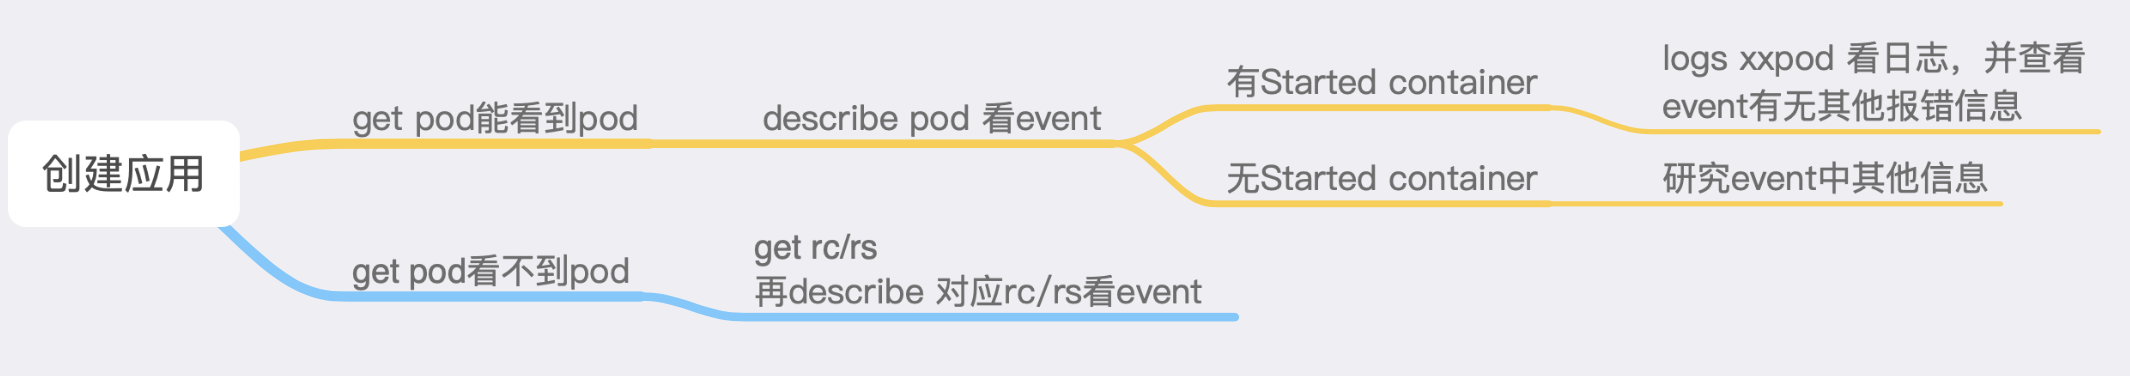 创建应用
get pod能看到pod
describe pod 看event
有Started container
logs xxpod 看日志，并查看
event有无其他报错信息
无Started container
研究event中其他信息
get pod看不到pod
get rc/rs
再describe 对应rc/rs看event